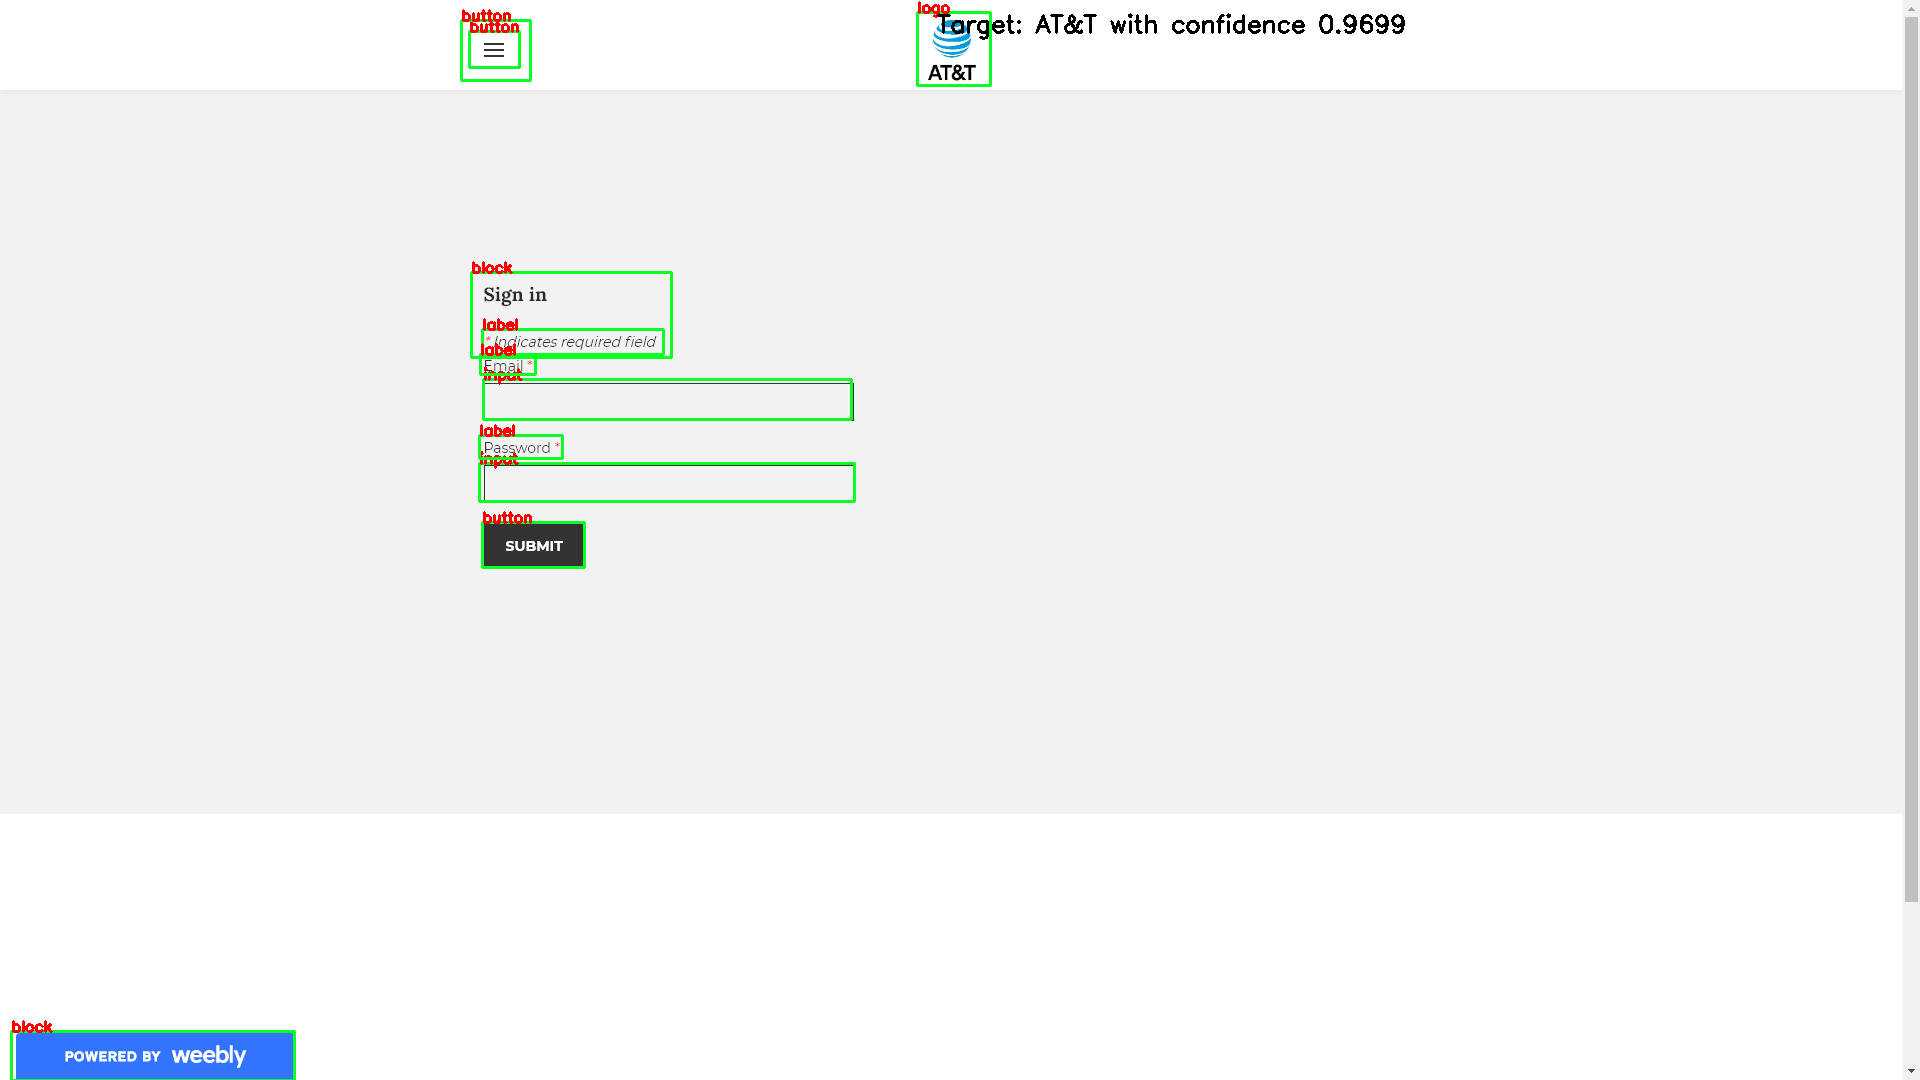 button
button
logo
Target: AT&T with confidence 0.9699
AT&T
block
Sign in
label
* Indicates required field
label
Email *
input
label
Password *
input
button
SUBMIT
block
POWERED BY weebly